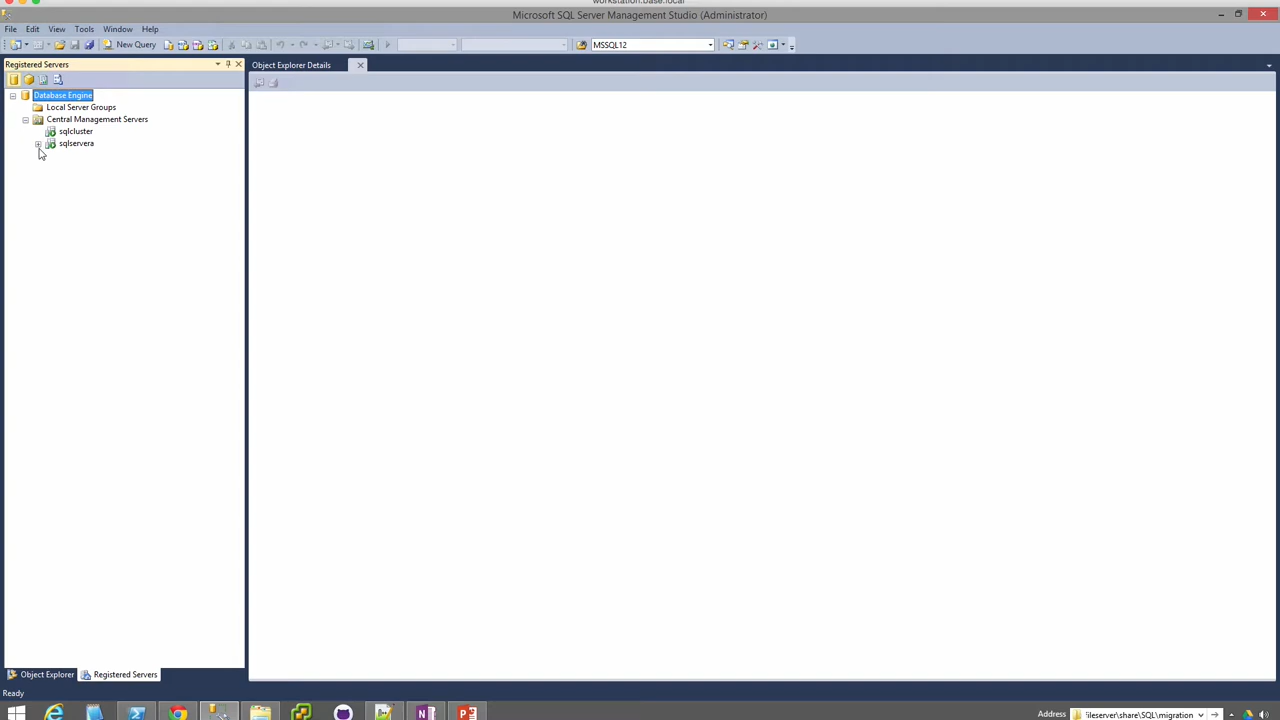 workstation.base.local
Microsoft SQL Server Management Studio (Administrator)
File Edit View Tools Window Help
New Query
MSSQL12
Registered Servers
Object Explorer Details
Database Engine
Local Server Groups
Central Management Servers
sqlcluster
sqlservera
Object Explorer
Registered Servers
Ready
Address
'ileserver\share\SQL\migration